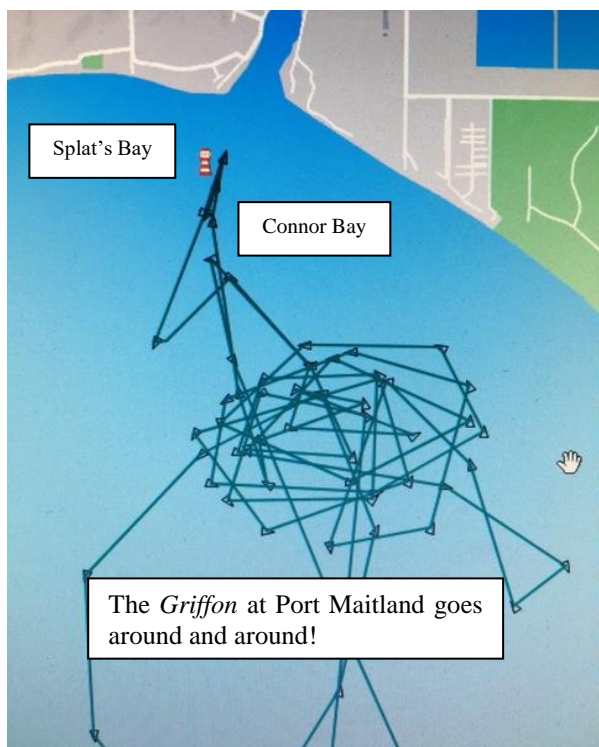 Splat's Bay
Connor Bay
The Griffon at Port Maitland goes
around and around!